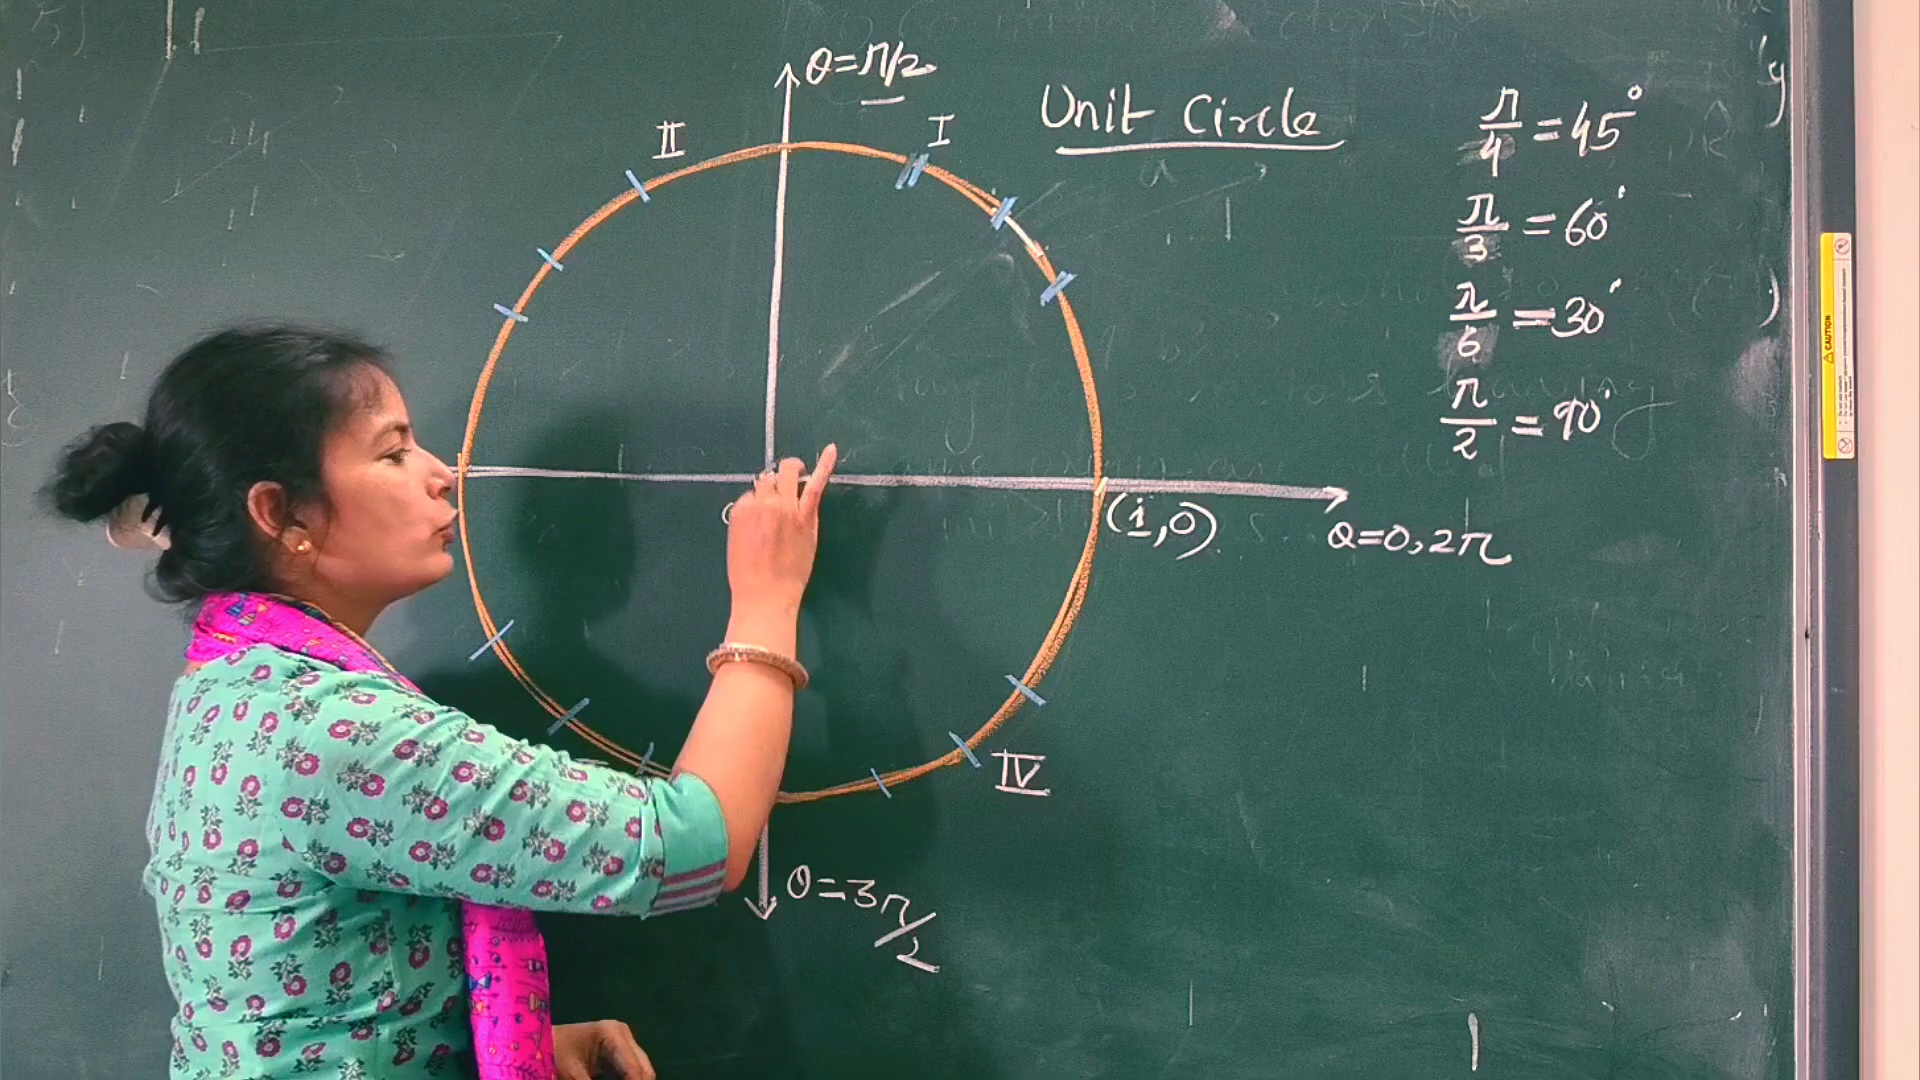 θ=π/2
Unit Circle
II
I
π/4 = 45°
π/3 = 60°
π/6 = 30°
π/2 = 90°
(1,0)
θ=0,2π
IV
θ=3π/2
CAUTION